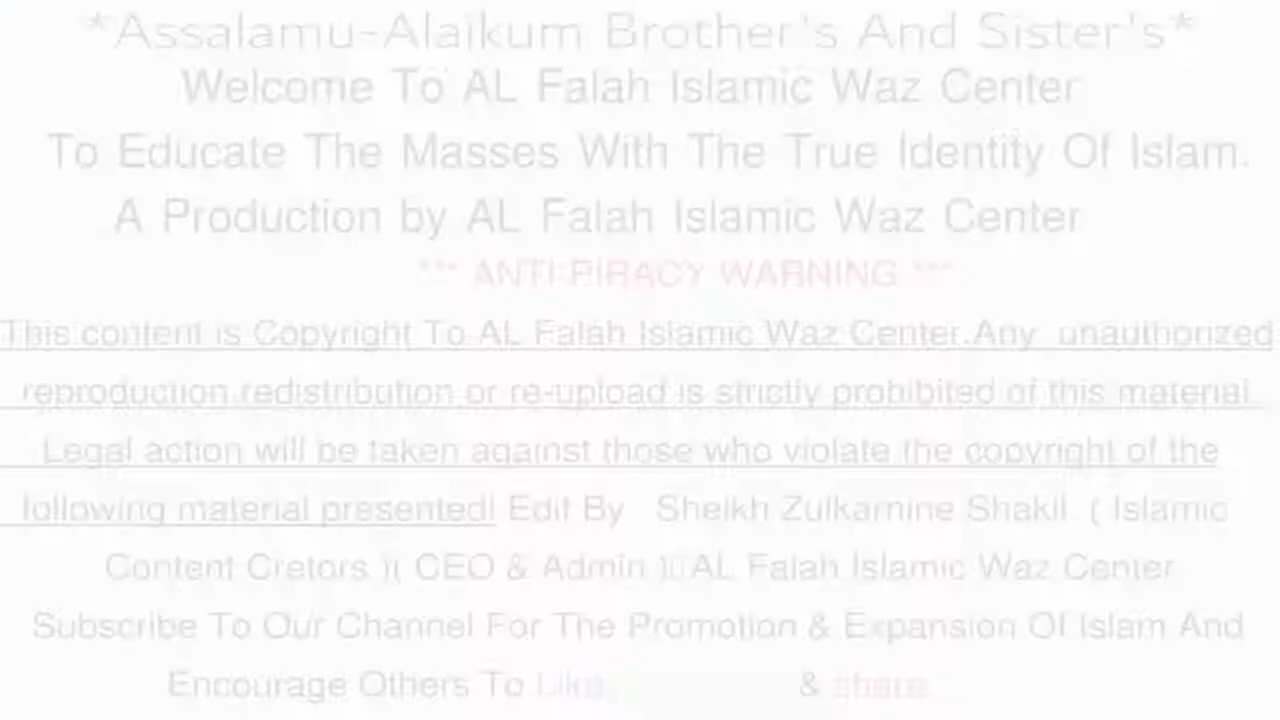 *Assalamu-Alaikum Brother's And Sister's*
Welcome To AL Falah Islamic Waz Center
To Educate The Masses With The True Identity Of Islam.
A Production by AL Falah Islamic Waz Center
*** ANTI-PIRACY WARNING ***
This content is Copyright To AL Falah Islamic Waz Center.Any unauthorized
reproduction redistribution or re-upload is strictly prohibited of this material.
Legal action will be taken against those who violate the copyright of the
following material presented! Edit By Sheikh Zulkarnine Shakil ( Islamic
Content Cretors )( CEO & Admin ) AL Falah Islamic Waz Center
Subscribe To Our Channel For The Promotion & Expansion Of Islam And
Encourage Others To Like & share